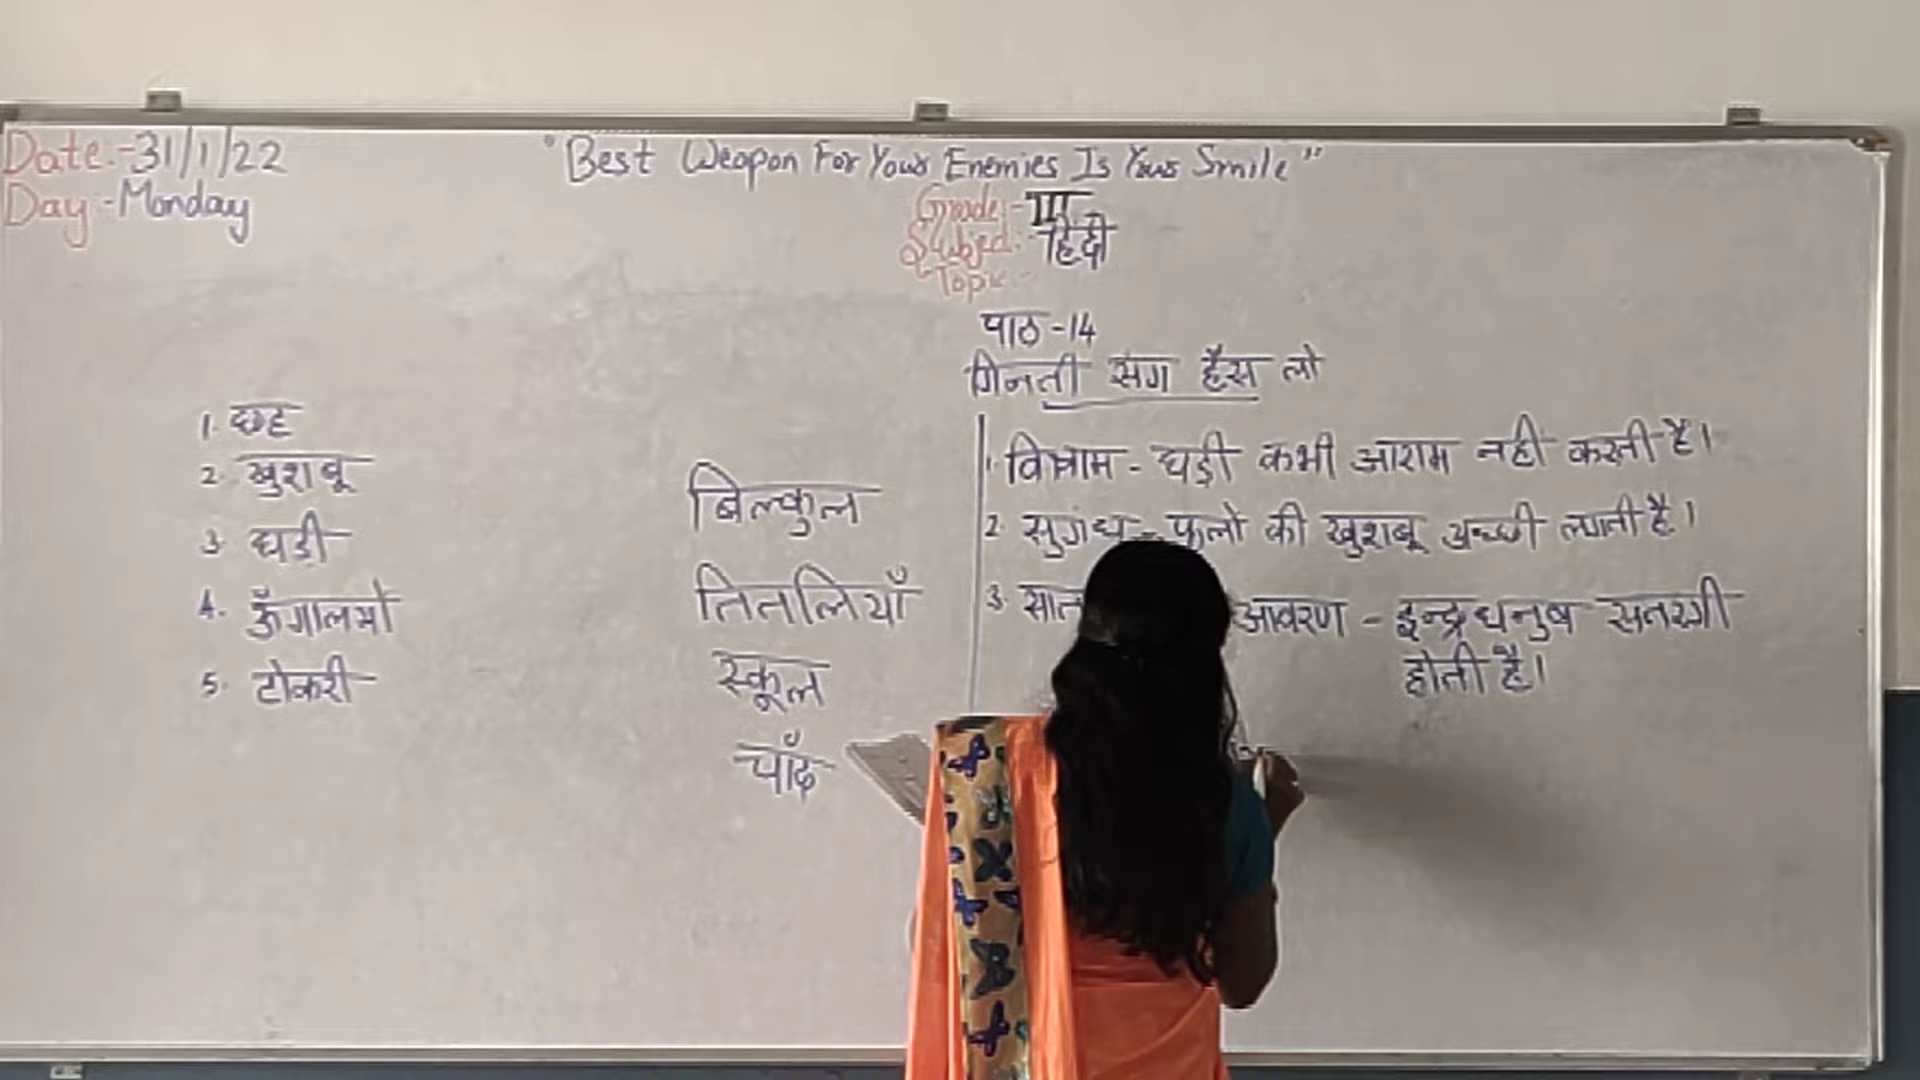 Date:-31/1/22
Day:-Monday
"Best Weapon For Your Enemies Is Your Smile"
Grade:-III
Subject:-हिंदी
Topic:-
पाठ-14
गिनती संग हँस लो
1. छह
2. खुशबू
3. घड़ी
4.
5. टोकरी
बिल्कुल
तितलियाँ
स्कूल
चाँद
1. विश्राम - घड़ी कभी आराम नही करती है।
2. सुगंध - फुलो की खुशबू अच्छी लगती है।
3. सात आवरण - इन्द्रधनुष सतरंगी
होती है।